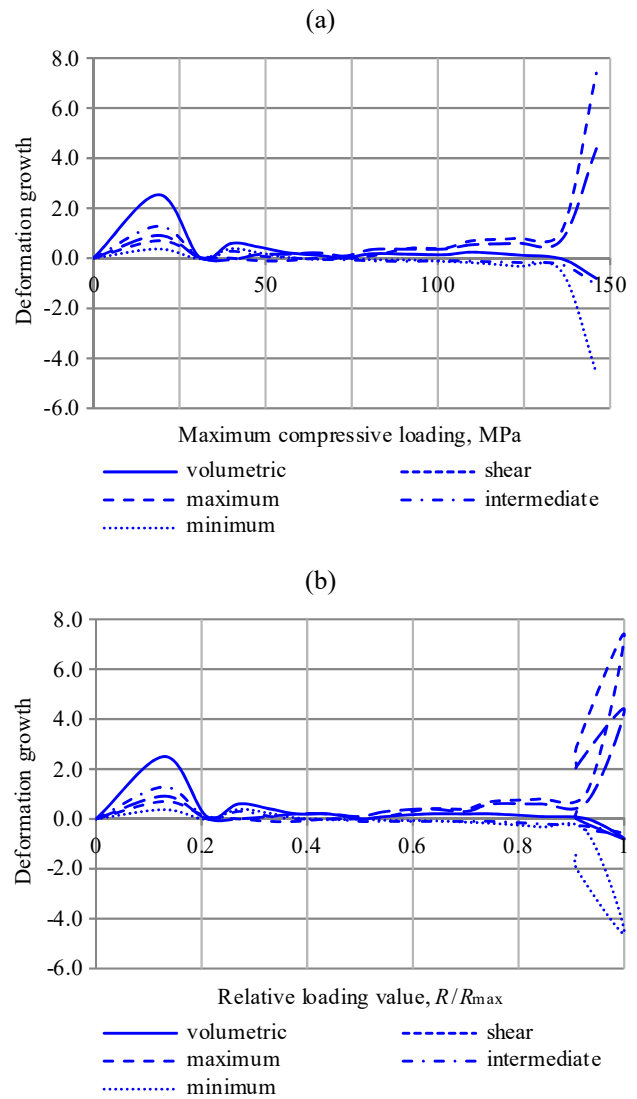 (a)
8.0
6.0
4.0
2.0
0.0
-2.0
-4.0
-6.0
Deformation growth
0 50 100 150
Maximum compressive loading, MPa
volumetric shear
maximum intermediate
minimum
(b)
8.0
6.0
4.0
2.0
0.0
-2.0
-4.0
-6.0
Deformation growth
0 0.2 0.4 0.6 0.8 1
Relative loading value, R/Rmax
volumetric shear
maximum intermediate
minimum